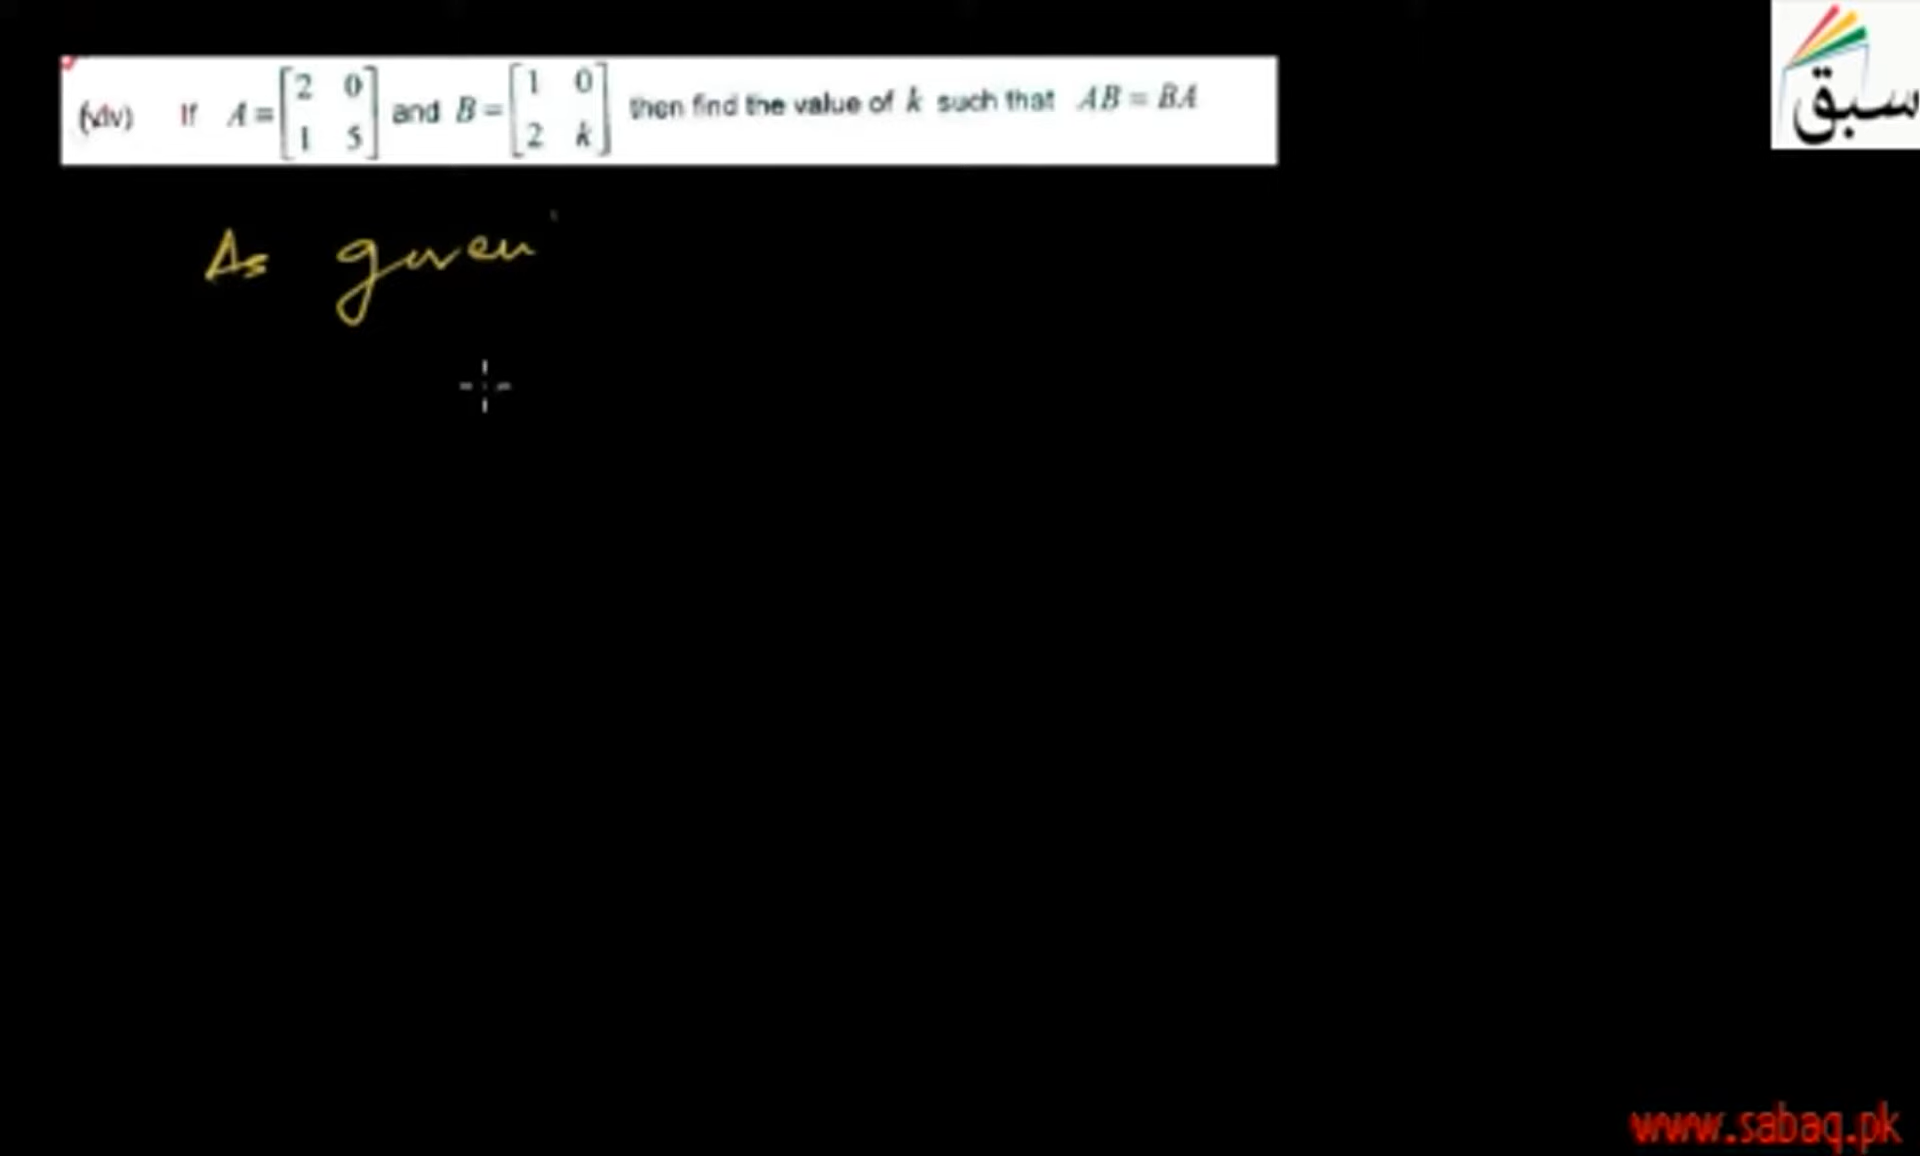 If A = [2 0; 1 5] and B = [1 0; 2 k] then find the value of k such that AB = BA
سبق
As given
www.sabaq.pk